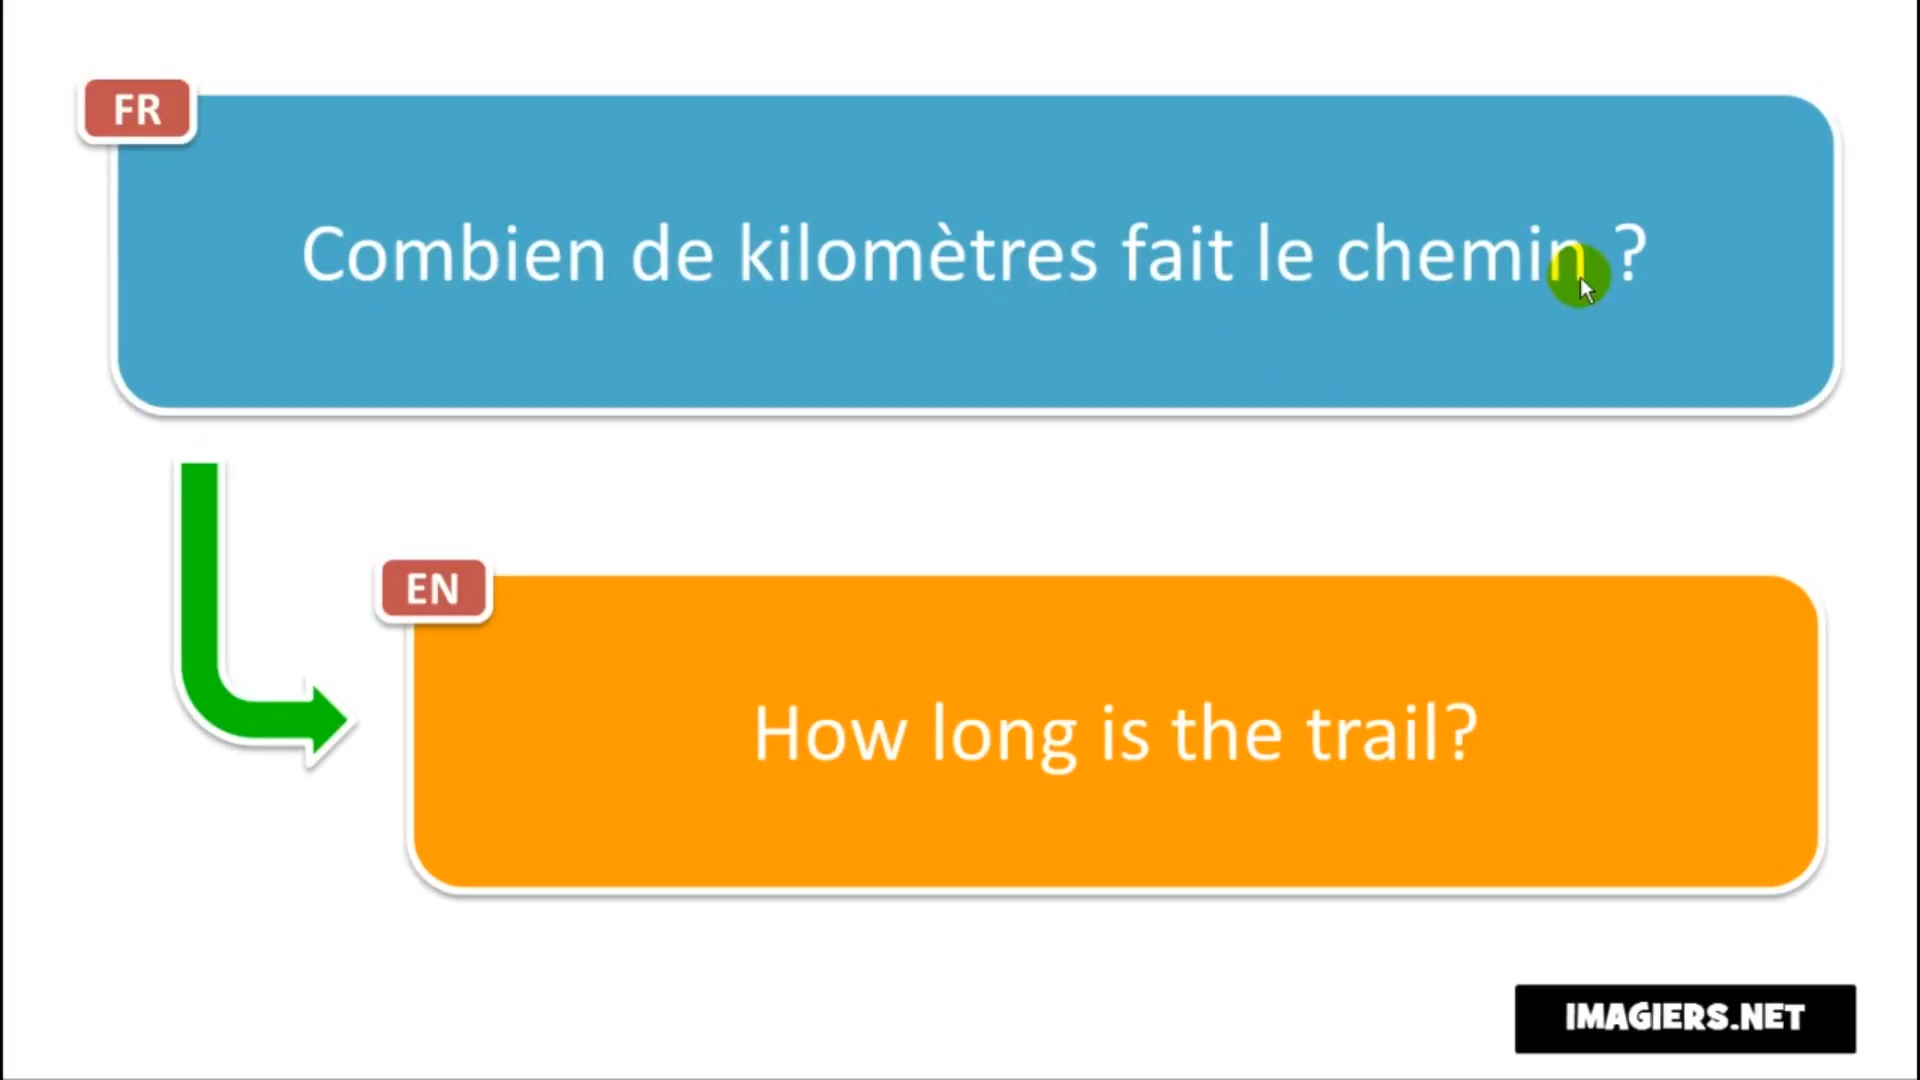 FR
Combien de kilomètres fait le chemin ?
EN
How long is the trail?
IMAGIERS.NET